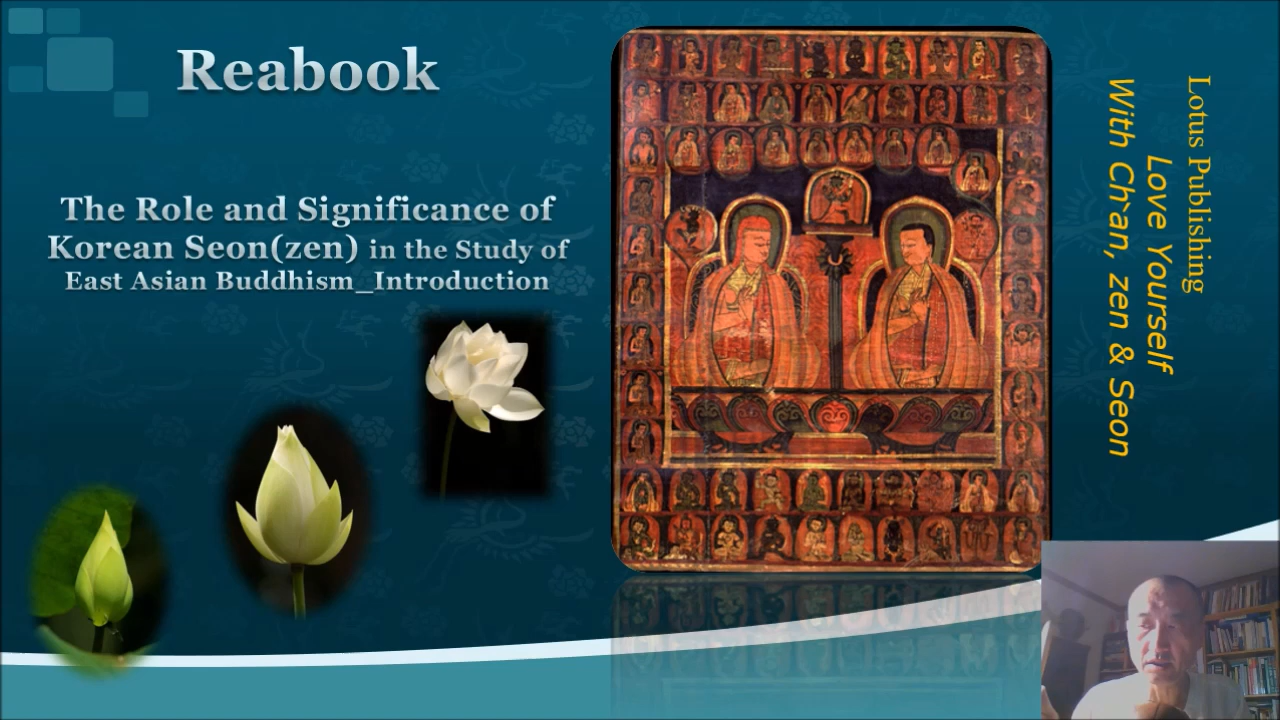 Reabook
The Role and Significance of
Korean Seon(zen) in the Study of
East Asian Buddhism_Introduction
Lotus Publishing
Love Yourself
With Ch`an, zen & Seon